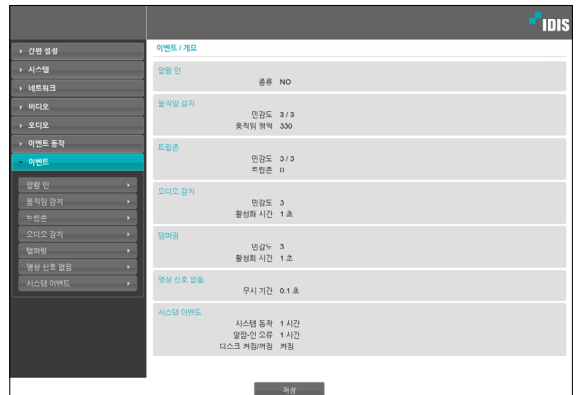 IDIS
간편 설정
시스템
네트워크
비디오
오디오
이벤트 동작
이벤트
알람 인
움직임 감지
트립존
오디오 감지
탬퍼링
영상 신호 없음
시스템 이벤트
이벤트 / 개요
알람 인
종류 NO
움직임 감지
민감도 3 / 3
움직임 영역 330
트립존
민감도 3 / 3
트립존 0
오디오 감지
민감도 3
활성화 시간 1 초
탬퍼링
민감도 3
활성화 시간 1 초
영상 신호 없음
무시 기간 0.1 초
시스템 이벤트
시스템 동작 1 시간
알람-인 오류 1 시간
디스크 켜짐/꺼짐 켜짐
저장